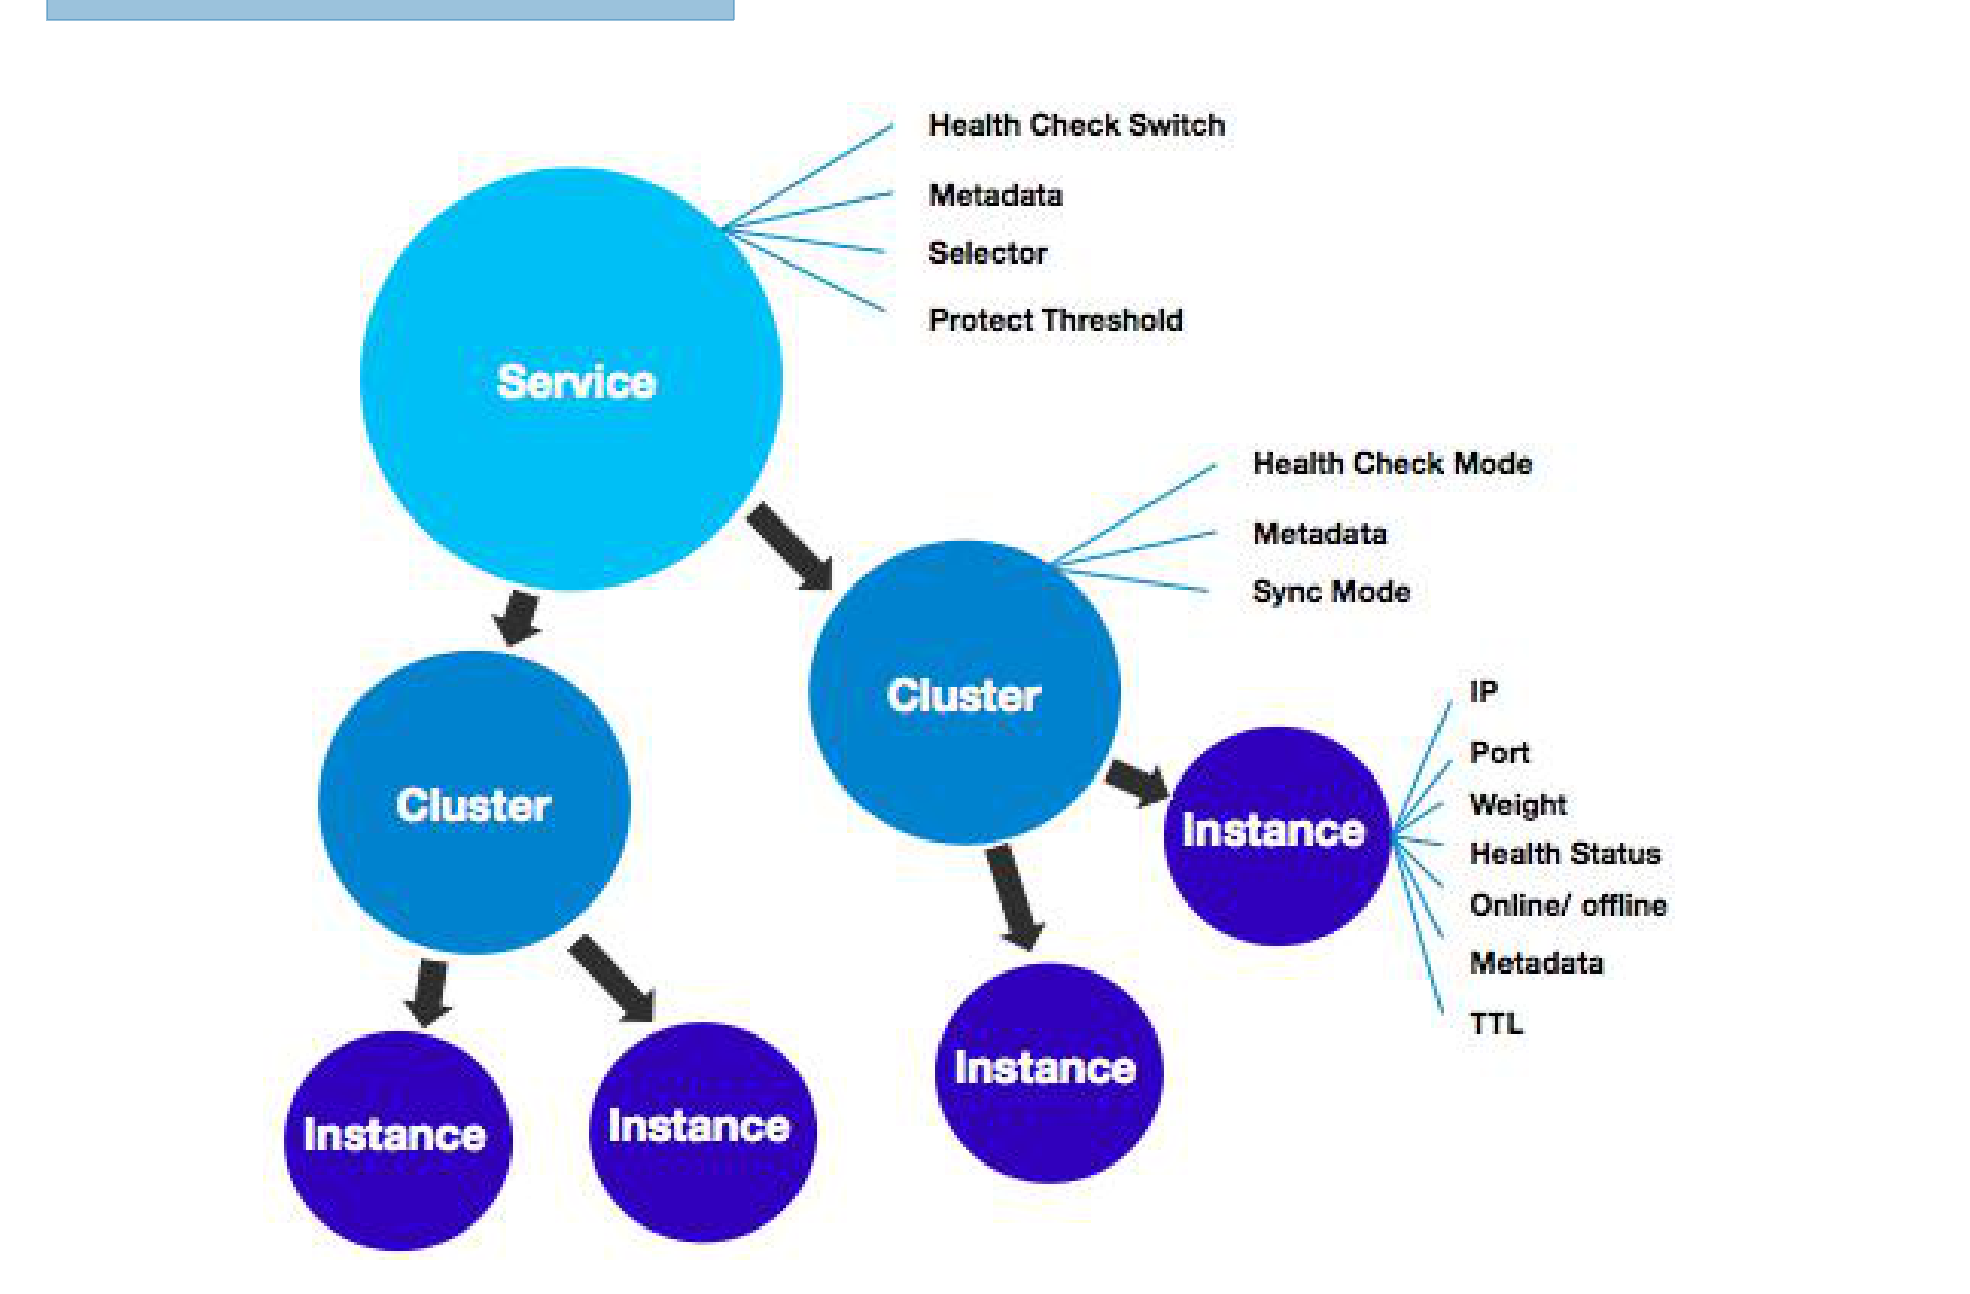 Health Check Switch
Metadata
Selector
Protect Threshold
Service
Health Check Mode
Metadata
Sync Mode
Cluster
IP
Port
Weight
Health Status
Online/ offline
Metadata
TTL
Instance
Cluster
Instance
Instance
Instance